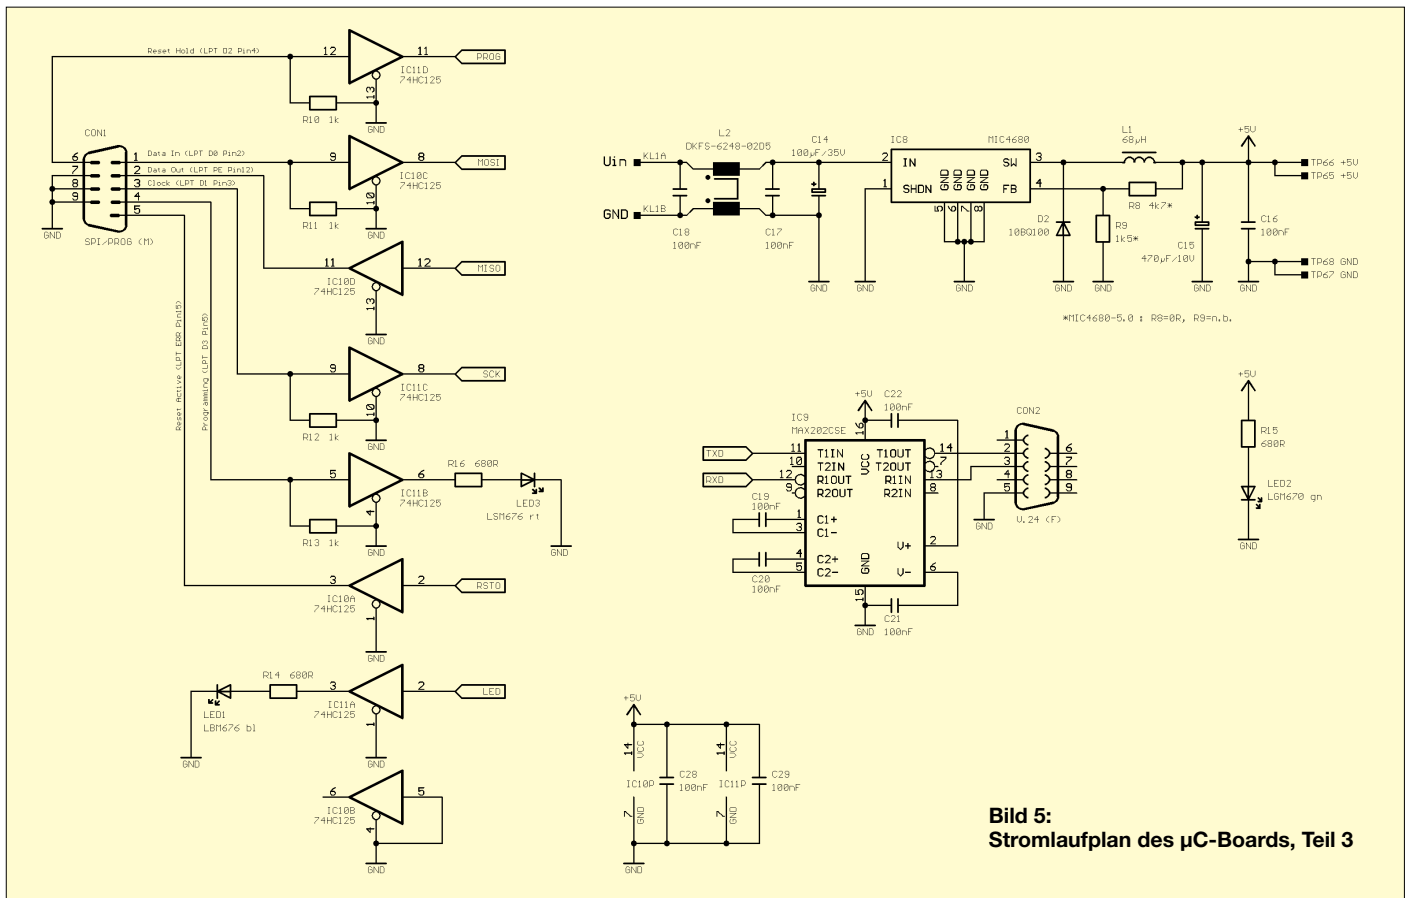 Reset Hold (LPT D2 Pin4)
12
11
PROG
IC11D
74HC125
13
R10 1k
GND
CON1
6
7
8
9
1
2
3
4
5
Data In (LPT D0 Pin2)
Data Out (LPT PE Pin12)
Clock (LPT D1 Pin3)
GND
SPI/PROG (M)
9
8
MOSI
IC10C
74HC125
10
R11 1k
GND
11
12
MISO
IC10D
74HC125
13
GND
Reset Active (LPT ERR Pin15)
Programming (LPT D3 Pin5)
9
8
SCK
IC11C
74HC125
10
R12 1k
GND
5
6
R16 680R
IC11B
74HC125
4
LED3
LSM676 rt
R13 1k
GND
GND
3
2
RSTO
IC10A
74HC125
1
GND
R14 680R
3
2
LED
LED1
LBM676 bl
IC11A
74HC125
1
GND
GND
6
5
IC10B
74HC125
4
GND
Uin
KL1A
GND
KL1B
L2
DKFS-6248-02D5
C18
100nF
C17
100nF
C14
100µF/35V
GND
IC8
MIC4680
2
IN
1
SHDN
GND
GND
GND
GND
5
6
7
8
SW
3
FB
4
GND
GND
L1
68µH
R8 4k7*
D2
10BQ100
R9
1k5*
C15
470µF/10V
C16
100nF
+5V
TP66 +5V
TP65 +5V
TP68 GND
TP67 GND
GND
GND
GND
GND
*MIC4680-5.0 : R8=0R, R9=n.b.
+5V
C22
100nF
IC9
MAX202CSE
TXD
RXD
11
10
12
9
T1IN
T2IN
R1OUT
R2OUT
16
VCC
T1OUT
T2OUT
R1IN
R2IN
14
7
13
8
C19
100nF
1
3
C1+
C1-
C20
100nF
4
5
C2+
C2-
GND
15
V+
2
V-
6
C21
100nF
GND
CON2
1
2
3
4
5
6
7
8
9
V.24 (F)
GND
+5V
R15
680R
LED2
LGM670 gn
GND
+5V
14
VCC
IC10P
7
GND
C28
100nF
14
VCC
IC11P
7
GND
C29
100nF
GND
Bild 5:
Stromlaufplan des µC-Boards, Teil 3